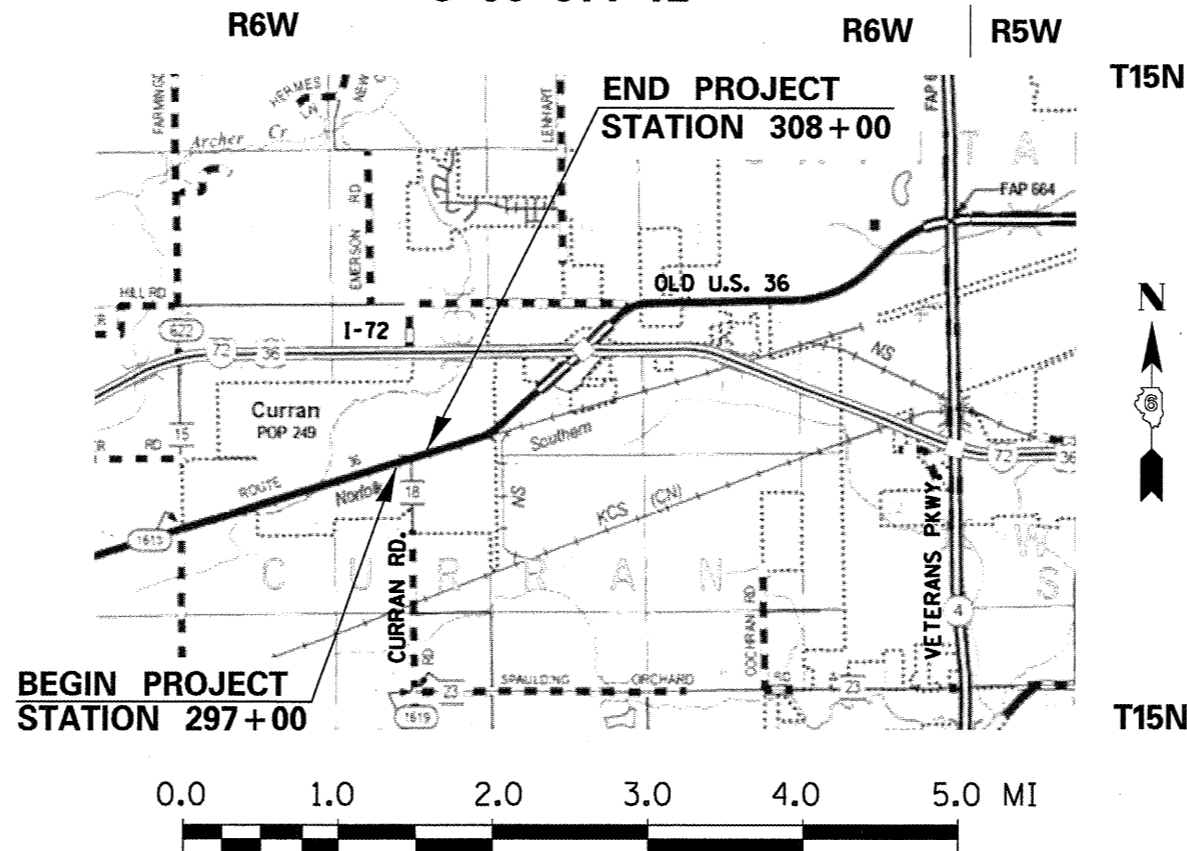 R6W
R6W
R5W
T15N
END PROJECT
STATION 308+00
HERMES
LN
NEW
Archer Cr
LENHART
EMERSON RD
FAP 6
FAP 664
HILL RD
622
I-72
OLD U.S. 36
72
36
N
6
Curran
POP 249
15
RD
Southern
NS
ROUTE 36
Norfolk
18
NS
KCS (CN)
72
36
1613
CURRAN RD.
C U R R A N
W
S
COCHRAN RD
VETERANS PKWY.
4
BEGIN PROJECT
STATION 297+00
RD
23
SPAULDING ORCHARD RD
23
1619
T15N
0.0 1.0 2.0 3.0 4.0 5.0 MI